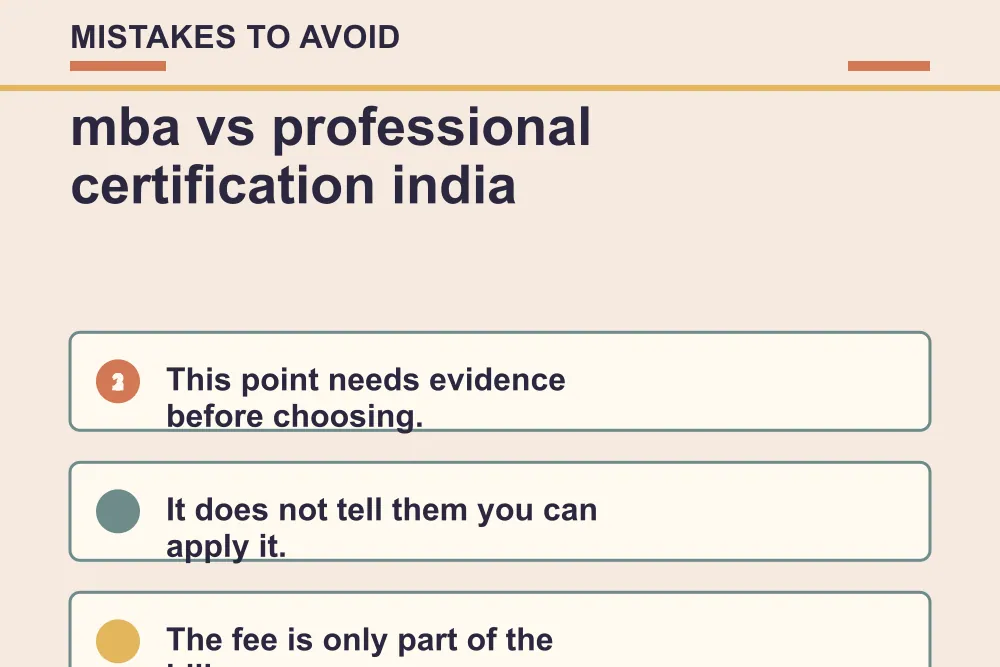 MISTAKES TO AVOID
mba vs professional
certification india
This point needs evidence
before choosing.
It does not tell them you can
apply it.
The fee is only part of the